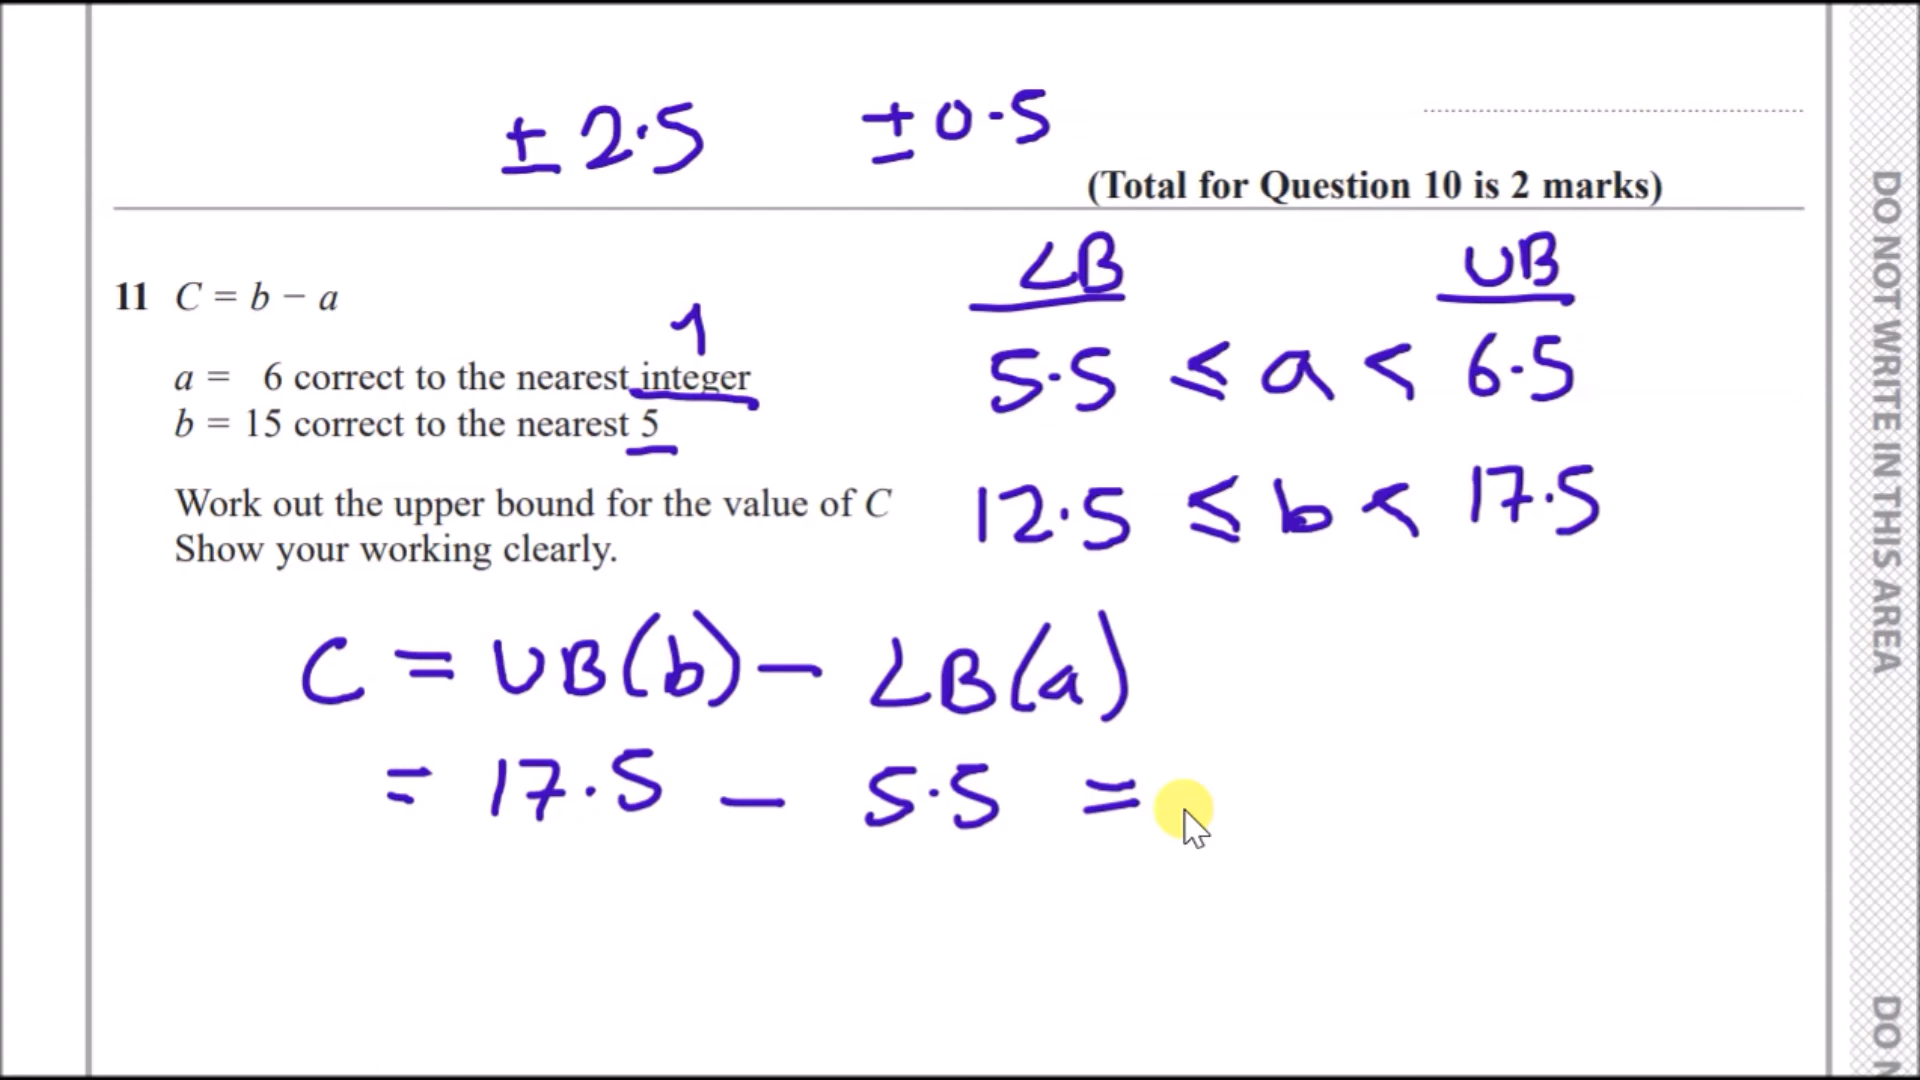 ± 2.5 ± 0.5
(Total for Question 10 is 2 marks)
11 C = b − a
LB UB
1
a = 6 correct to the nearest integer
5.5 ≤ a < 6.5
b = 15 correct to the nearest 5
12.5 ≤ b < 17.5
Work out the upper bound for the value of C
Show your working clearly.
C = UB(b) − LB(a)
= 17.5 − 5.5 =
DO NOT WRITE IN THIS AREA
DO N